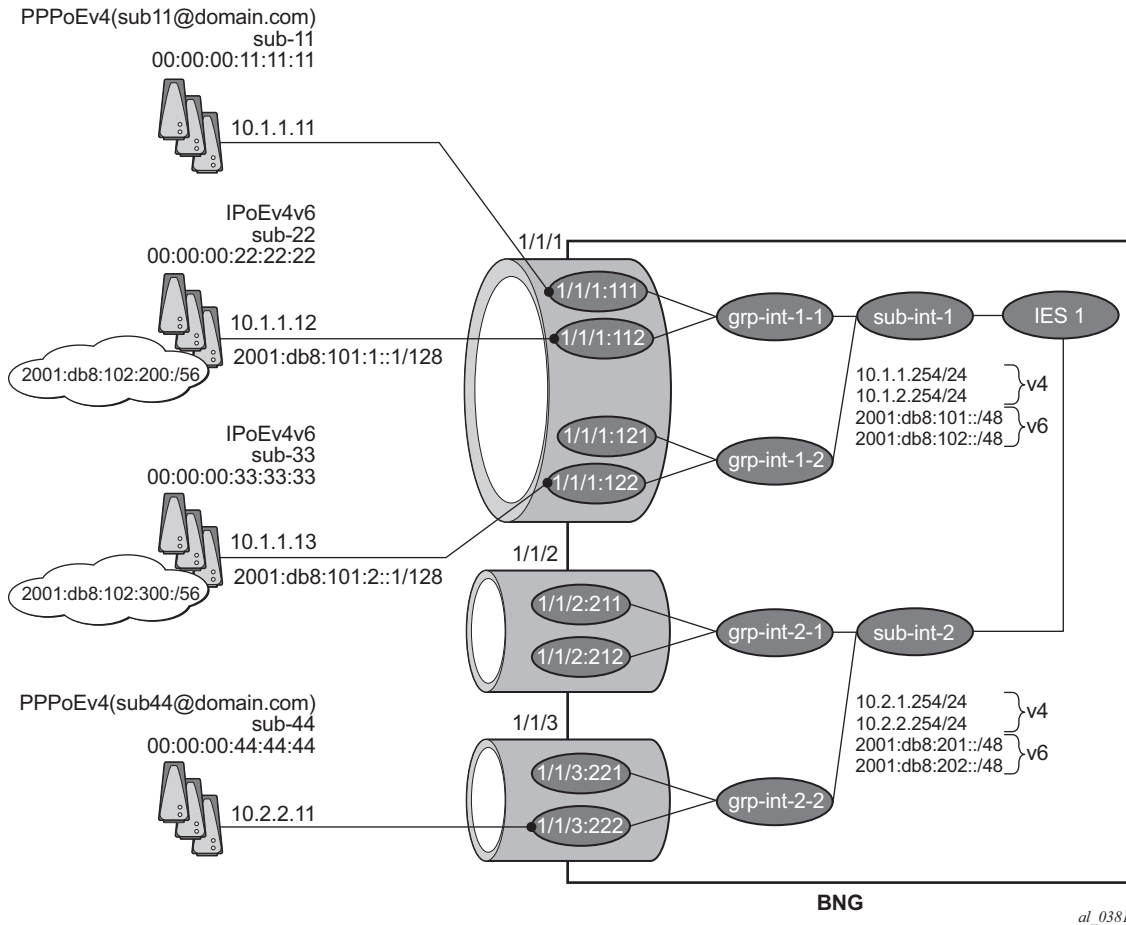 PPPoEv4(sub11@domain.com)
sub-11
00:00:00:11:11:11
10.1.1.11
IPoEv4v6
sub-22
00:00:00:22:22:22
10.1.1.12
2001:db8:101:1::1/128
2001:db8:102:200:/56
IPoEv4v6
sub-33
00:00:00:33:33:33
10.1.1.13
2001:db8:101:2::1/128
2001:db8:102:300:/56
PPPoEv4(sub44@domain.com)
sub-44
00:00:00:44:44:44
10.2.2.11
1/1/1
1/1/1:111
1/1/1:112
1/1/1:121
1/1/1:122
1/1/2
1/1/2:211
1/1/2:212
1/1/3
1/1/3:221
1/1/3:222
grp-int-1-1
grp-int-1-2
grp-int-2-1
grp-int-2-2
sub-int-1
IES 1
10.1.1.254/24
10.1.2.254/24
v4
2001:db8:101::/48
2001:db8:102::/48
v6
sub-int-2
10.2.1.254/24
10.2.2.254/24
v4
2001:db8:201::/48
2001:db8:202::/48
v6
BNG
al_0381